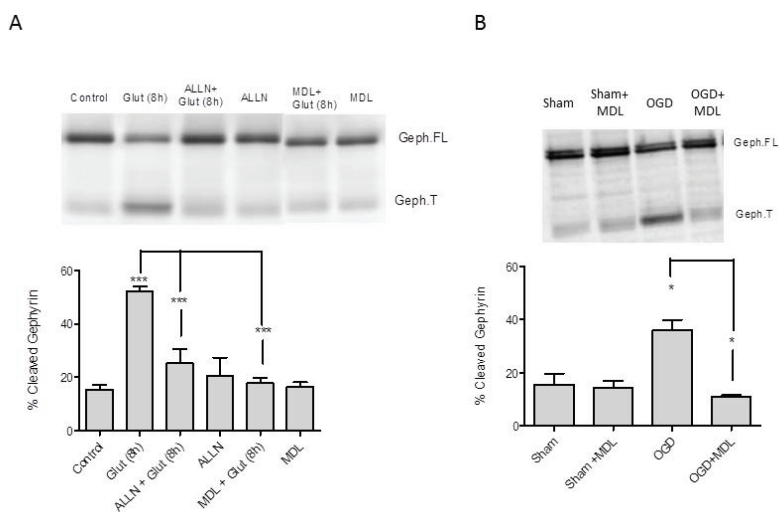 A
Control Glut (8h) ALLN+ Glut (8h) ALLN MDL+ Glut (8h) MDL
Geph.FL
Geph.T
% Cleaved Gephyrin
60
40
20
0
***
***
***
Control
Glut (8h)
ALLN + Glut (8h)
ALLN
MDL + Glut (8h)
MDL
B
Sham Sham+ MDL OGD OGD+ MDL
Geph.FL
Geph.T
% Cleaved Gephyrin
60
40
20
0
*
*
Sham
Sham +MDL
OGD
OGD+MDL